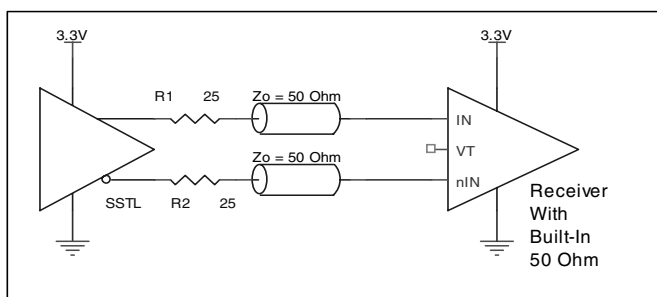 3.3V
3.3V
R1 25
Zo = 50 Ohm
IN
VT
Zo = 50 Ohm
nIN
SSTL
R2 25
Receiver
With
Built-In
50 Ohm